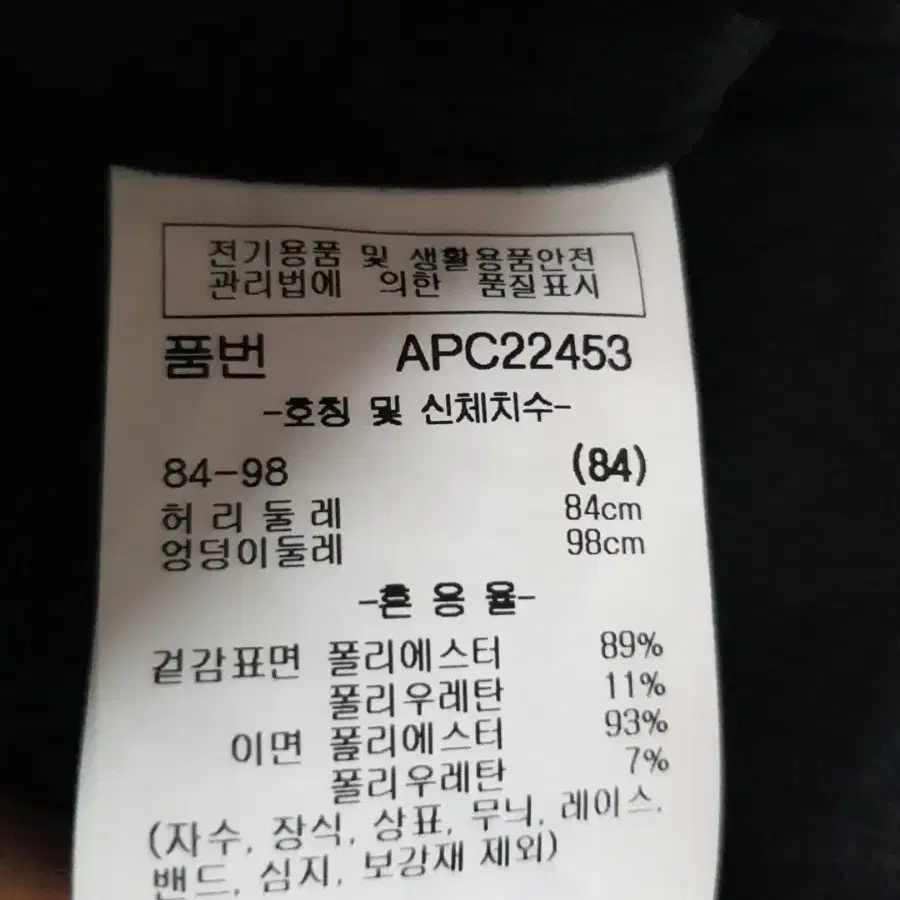 전기용품 및 생활용품안전
관리법에 의한 품질표시
품번 APC22453
-호칭 및 신체치수-
84-98 (84)
허리둘레 84cm
엉덩이둘레 98cm
-혼용율-
겉감표면 폴리에스터 89%
폴리우레탄 11%
이면 폴리에스터 93%
폴리우레탄 7%
(자수, 장식, 상표, 무늬, 레이스,
밴드, 심지, 보강재 제외)